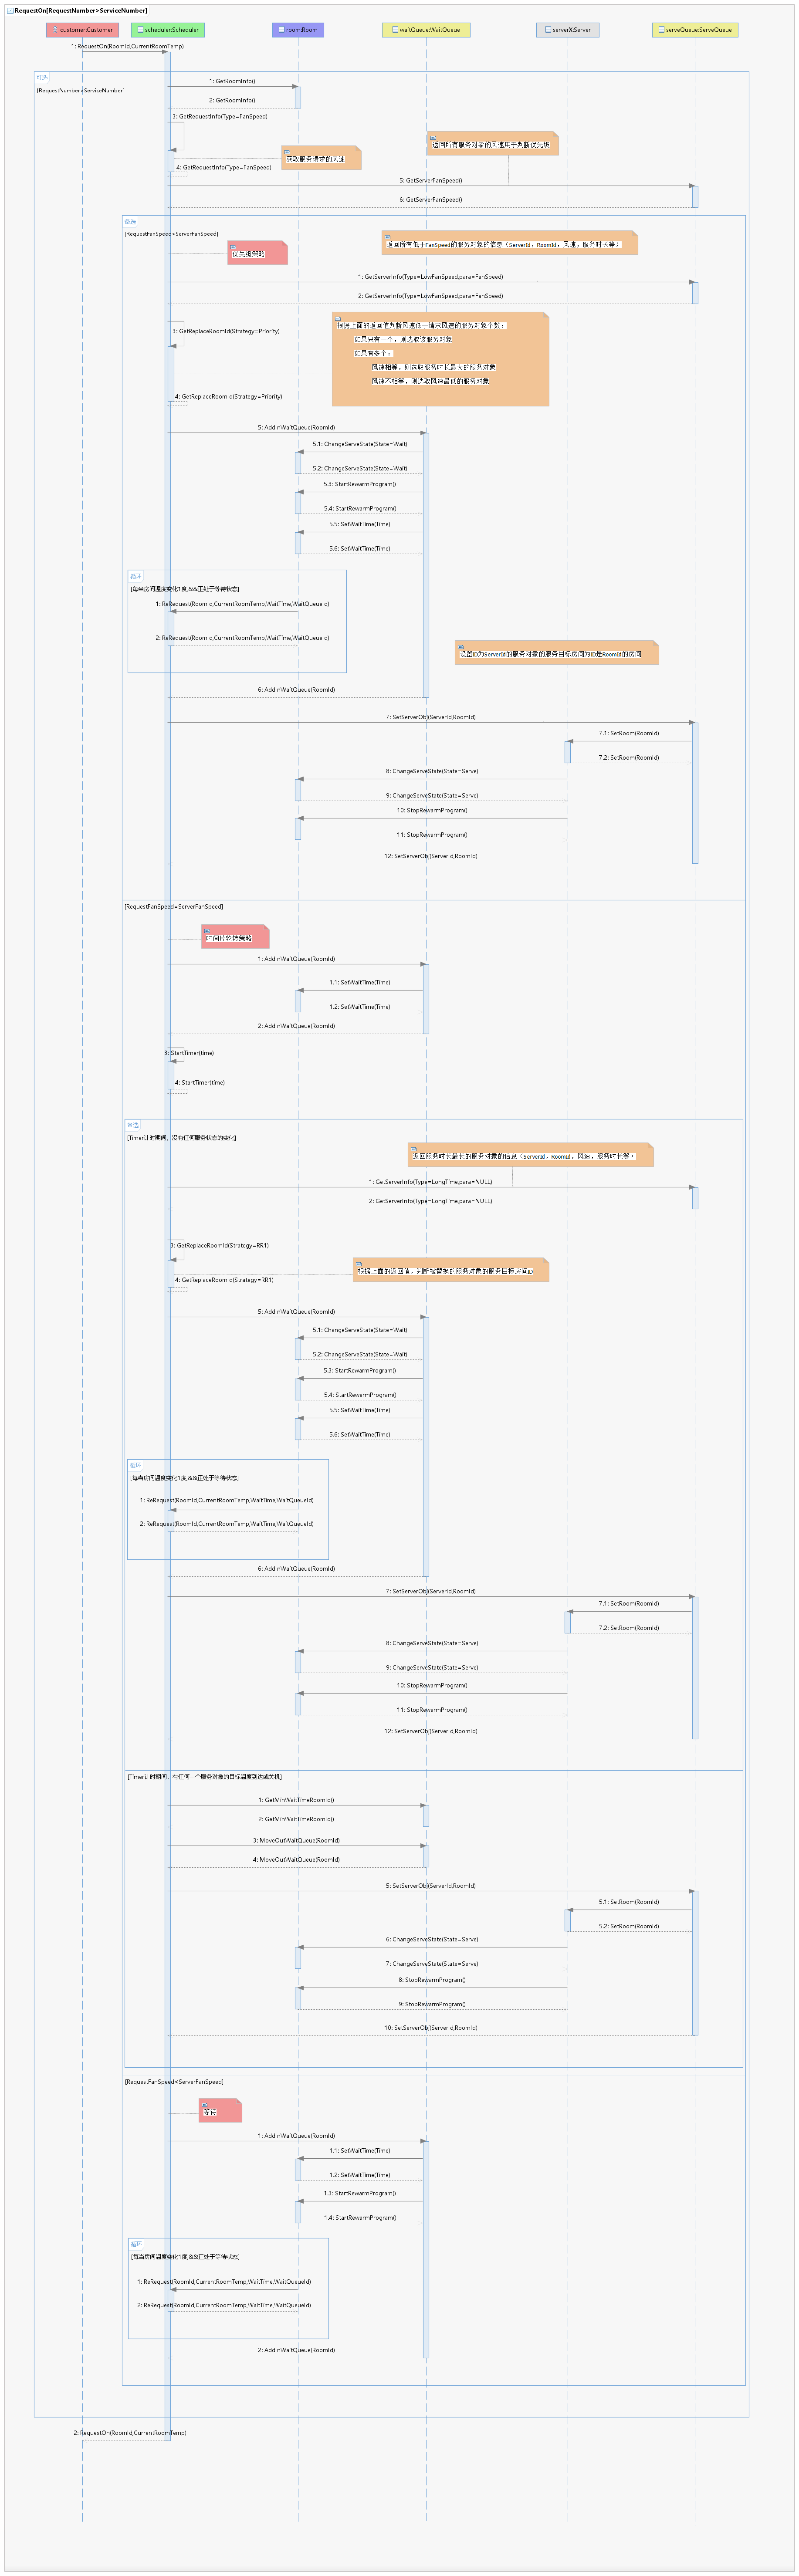 RequestOn[RequestNumber>ServiceNumber]
customer:Customer
scheduler:Scheduler
room:Room
waitQueue:WaitQueue
serverX:Server
serveQueue:ServeQueue
1: RequestOn(RoomId,CurrentRoomTemp)
可选
[RequestNumber>ServiceNumber]
1: GetRoomInfo()
2: GetRoomInfo()
3: GetRequestInfo(Type=FanSpeed)
返回所有服务对象的风速用于判断优先级
获取服务请求的风速
4: GetRequestInfo(Type=FanSpeed)
5: GetServerFanSpeed()
6: GetServerFanSpeed()
备选
[RequestFanSpeed>ServerFanSpeed]
优先级策略
返回所有低于FanSpeed的服务对象的信息（ServerId，RoomId，风速，服务时长等）
1: GetServerInfo(Type=LowFanSpeed,para=FanSpeed)
2: GetServerInfo(Type=LowFanSpeed,para=FanSpeed)
3: GetReplaceRoomId(Strategy=Priority)
根据上面的返回值判断风速低于请求风速的服务对象个数：
如果只有一个，则选取该服务对象
如果有多个：
风速相等，则选取服务时长最大的服务对象
风速不相等，则选取风速最低的服务对象
4: GetReplaceRoomId(Strategy=Priority)
5: AddInWaitQueue(RoomId)
5.1: ChangeServeState(State=Wait)
5.2: ChangeServeState(State=Wait)
5.3: StartRewarmProgram()
5.4: StartRewarmProgram()
5.5: SetWaitTime(Time)
5.6: SetWaitTime(Time)
循环
[每当房间温度变化1度,&&正处于等待状态]
1: ReRequest(RoomId,CurrentRoomTemp,WaitTime,WaitQueueId)
2: ReRequest(RoomId,CurrentRoomTemp,WaitTime,WaitQueueId)
设置ID为ServerId的服务对象的服务目标房间为ID是RoomId的房间
6: AddInWaitQueue(RoomId)
7: SetServerObj(ServerId,RoomId)
7.1: SetRoom(RoomId)
7.2: SetRoom(RoomId)
8: ChangeServeState(State=Serve)
9: ChangeServeState(State=Serve)
10: StopRewarmProgram()
11: StopRewarmProgram()
12: SetServerObj(ServerId,RoomId)
[RequestFanSpeed=ServerFanSpeed]
时间片轮转策略
1: AddInWaitQueue(RoomId)
1.1: SetWaitTime(Time)
1.2: SetWaitTime(Time)
2: AddInWaitQueue(RoomId)
3: StartTimer(time)
4: StartTimer(time)
备选
[Timer计时期间，没有任何服务状态的变化]
返回服务时长最长的服务对象的信息（ServerId，RoomId，风速，服务时长等）
1: GetServerInfo(Type=LongTime,para=NULL)
2: GetServerInfo(Type=LongTime,para=NULL)
3: GetReplaceRoomId(Strategy=RR1)
根据上面的返回值，判断被替换的服务对象的服务目标房间ID
4: GetReplaceRoomId(Strategy=RR1)
5: AddInWaitQueue(RoomId)
5.1: ChangeServeState(State=Wait)
5.2: ChangeServeState(State=Wait)
5.3: StartRewarmProgram()
5.4: StartRewarmProgram()
5.5: SetWaitTime(Time)
5.6: SetWaitTime(Time)
循环
[每当房间温度变化1度,&&正处于等待状态]
1: ReRequest(RoomId,CurrentRoomTemp,WaitTime,WaitQueueId)
2: ReRequest(RoomId,CurrentRoomTemp,WaitTime,WaitQueueId)
6: AddInWaitQueue(RoomId)
7: SetServerObj(ServerId,RoomId)
7.1: SetRoom(RoomId)
7.2: SetRoom(RoomId)
8: ChangeServeState(State=Serve)
9: ChangeServeState(State=Serve)
10: StopRewarmProgram()
11: StopRewarmProgram()
12: SetServerObj(ServerId,RoomId)
[Timer计时期间，有任何一个服务对象的目标温度到达或关机]
1: GetMinWaitTimeRoomId()
2: GetMinWaitTimeRoomId()
3: MoveOutWaitQueue(RoomId)
4: MoveOutWaitQueue(RoomId)
5: SetServerObj(ServerId,RoomId)
5.1: SetRoom(RoomId)
5.2: SetRoom(RoomId)
6: ChangeServeState(State=Serve)
7: ChangeServeState(State=Serve)
8: StopRewarmProgram()
9: StopRewarmProgram()
10: SetServerObj(ServerId,RoomId)
[RequestFanSpeed<ServerFanSpeed]
等待
1: AddInWaitQueue(RoomId)
1.1: SetWaitTime(Time)
1.2: SetWaitTime(Time)
1.3: StartRewarmProgram()
1.4: StartRewarmProgram()
循环
[每当房间温度变化1度,&&正处于等待状态]
1: ReRequest(RoomId,CurrentRoomTemp,WaitTime,WaitQueueId)
2: ReRequest(RoomId,CurrentRoomTemp,WaitTime,WaitQueueId)
2: AddInWaitQueue(RoomId)
2: RequestOn(RoomId,CurrentRoomTemp)